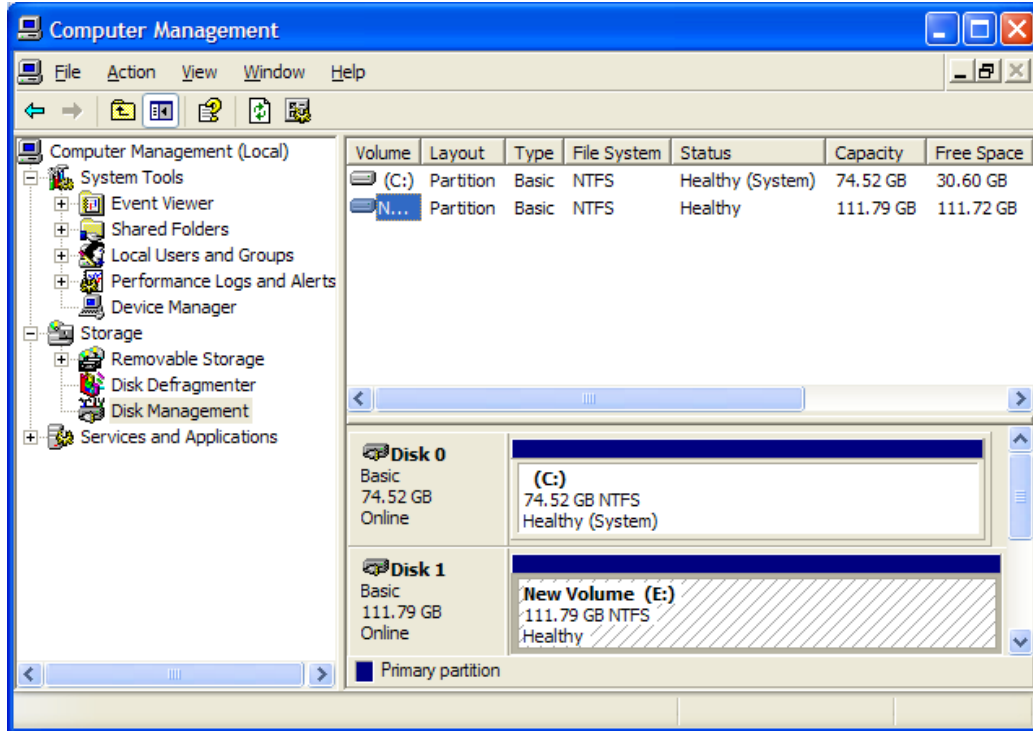 Computer Management
File Action View Window Help
Computer Management (Local)
System Tools
Event Viewer
Shared Folders
Local Users and Groups
Performance Logs and Alerts
Device Manager
Storage
Removable Storage
Disk Defragmenter
Disk Management
Services and Applications
Volume Layout Type File System Status Capacity Free Space
(C:) Partition Basic NTFS Healthy (System) 74.52 GB 30.60 GB
N... Partition Basic NTFS Healthy 111.79 GB 111.72 GB
Disk 0
Basic
74.52 GB
Online
(C:)
74.52 GB NTFS
Healthy (System)
Disk 1
Basic
111.79 GB
Online
New Volume (E:)
111.79 GB NTFS
Healthy
Primary partition